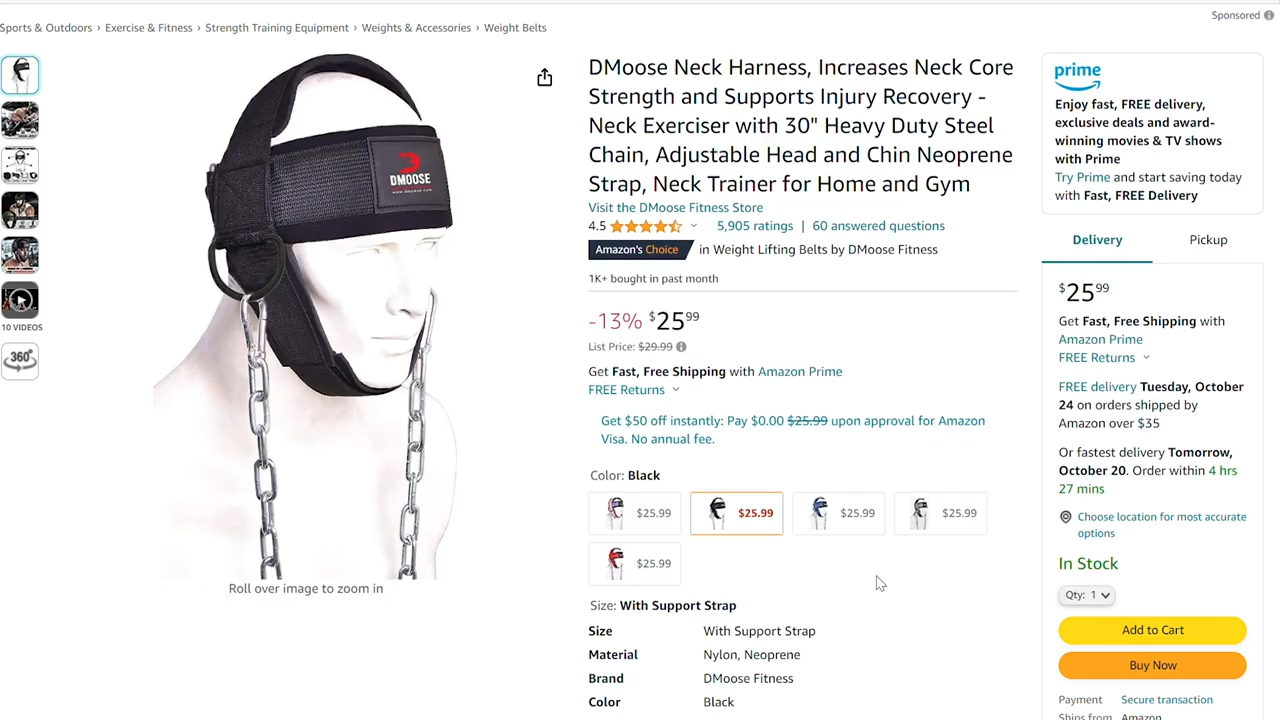 Sponsored
Sports & Outdoors › Exercise & Fitness › Strength Training Equipment › Weights & Accessories › Weight Belts
10 VIDEOS
360°
DMOOSE
www.dmoose.com
Roll over image to zoom in
DMoose Neck Harness, Increases Neck Core
Strength and Supports Injury Recovery -
Neck Exerciser with 30" Heavy Duty Steel
Chain, Adjustable Head and Chin Neoprene
Strap, Neck Trainer for Home and Gym
Visit the DMoose Fitness Store
4.5 5,905 ratings | 60 answered questions
Amazon's Choice in Weight Lifting Belts by DMoose Fitness
1K+ bought in past month
-13% $25 99
List Price: $29.99
Get Fast, Free Shipping with Amazon Prime
FREE Returns
Get $50 off instantly: Pay $0.00 $25.99 upon approval for Amazon
Visa. No annual fee.
Color: Black
$25.99 $25.99 $25.99 $25.99
$25.99
Size: With Support Strap
Size With Support Strap
Material Nylon, Neoprene
Brand DMoose Fitness
Color Black
prime
Enjoy fast, FREE delivery,
exclusive deals and award-
winning movies & TV shows
with Prime
Try Prime and start saving today
with Fast, FREE Delivery
Delivery Pickup
$25 99
Get Fast, Free Shipping with
Amazon Prime
FREE Returns
FREE delivery Tuesday, October
24 on orders shipped by
Amazon over $35
Or fastest delivery Tomorrow,
October 20. Order within 4 hrs
27 mins
Choose location for most accurate
options
In Stock
Qty: 1
Add to Cart
Buy Now
Payment Secure transaction
Ships from Amazon